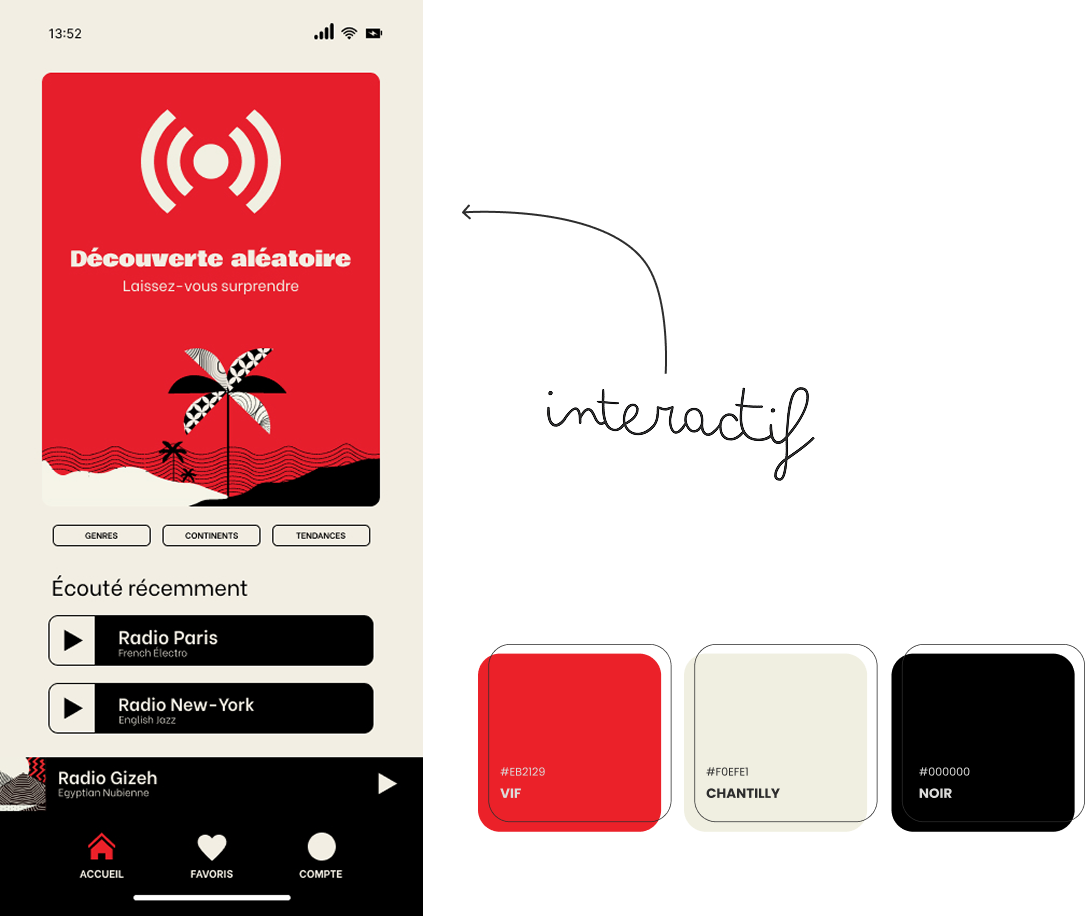 13:52
Découverte aléatoire
Laissez-vous surprendre
GENRES
CONTINENTS
TENDANCES
Écouté récemment
Radio Paris
French Électro
Radio New-York
English Jazz
Radio Gizeh
Egyptian Nubienne
ACCUEIL
FAVORIS
COMPTE
interactif
#EB2129
VIF
#F0EFE1
CHANTILLY
#000000
NOIR